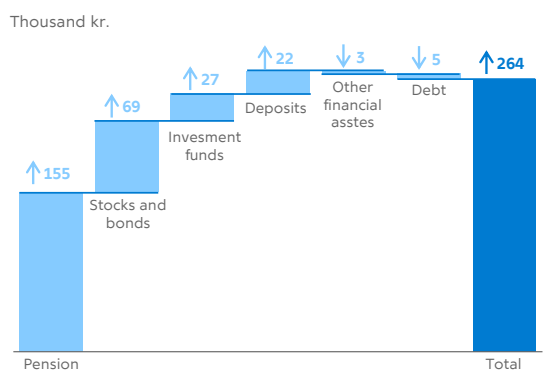 Thousand kr.
↑ 155
↑ 69
↑ 27
↑ 22
↓ 3
↓ 5
↑ 264
Pension
Stocks and
bonds
Invesment
funds
Deposits
Other
financial
asstes
Debt
Total